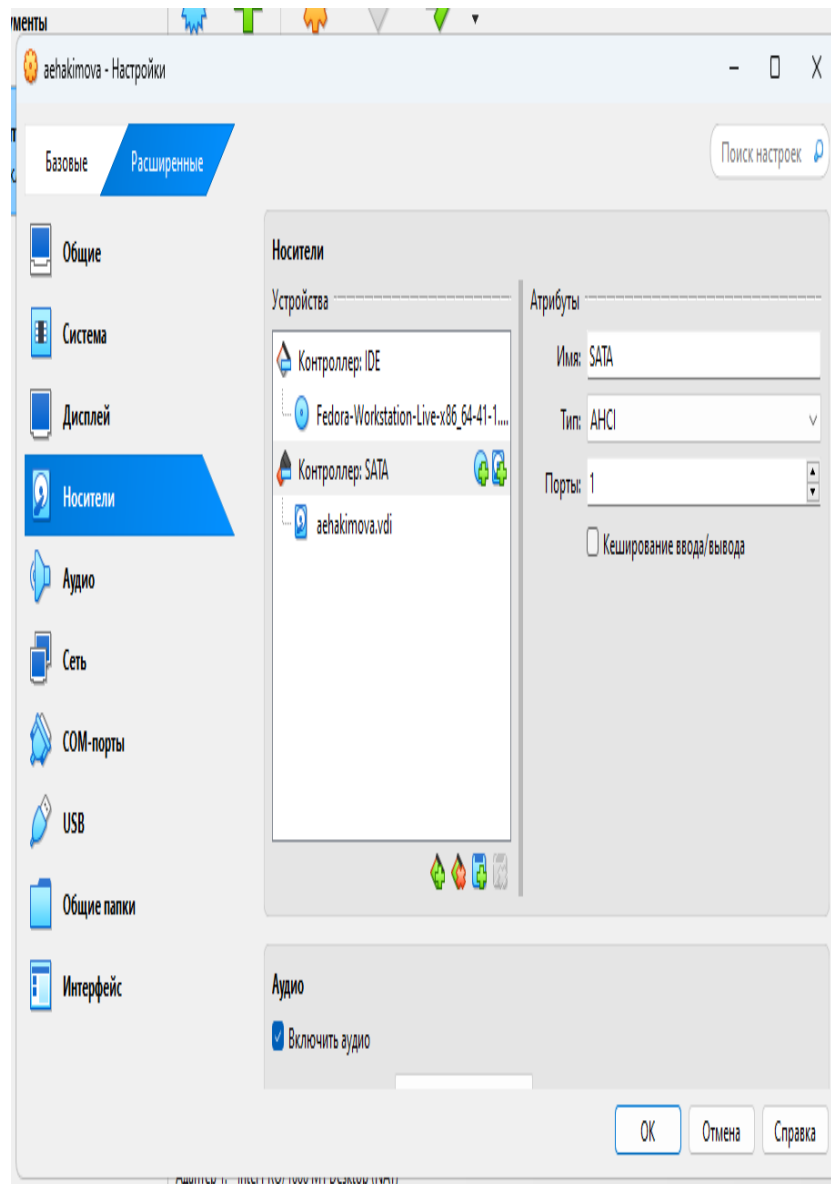 менты
aehakimova - Настройки
Базовые
Расширенные
Поиск настроек
Общие
Система
Дисплей
Носители
Аудио
Сеть
COM-порты
USB
Общие папки
Интерфейс
Носители
Устройства
Контроллер: IDE
Fedora-Workstation-Live-x86_64-41-1....
Контроллер: SATA
aehakimova.vdi
Атрибуты
Имя: SATA
Тип: AHCI
Порты: 1
Кеширование ввода/вывода
Аудио
Включить аудио
OK
Отмена
Справка